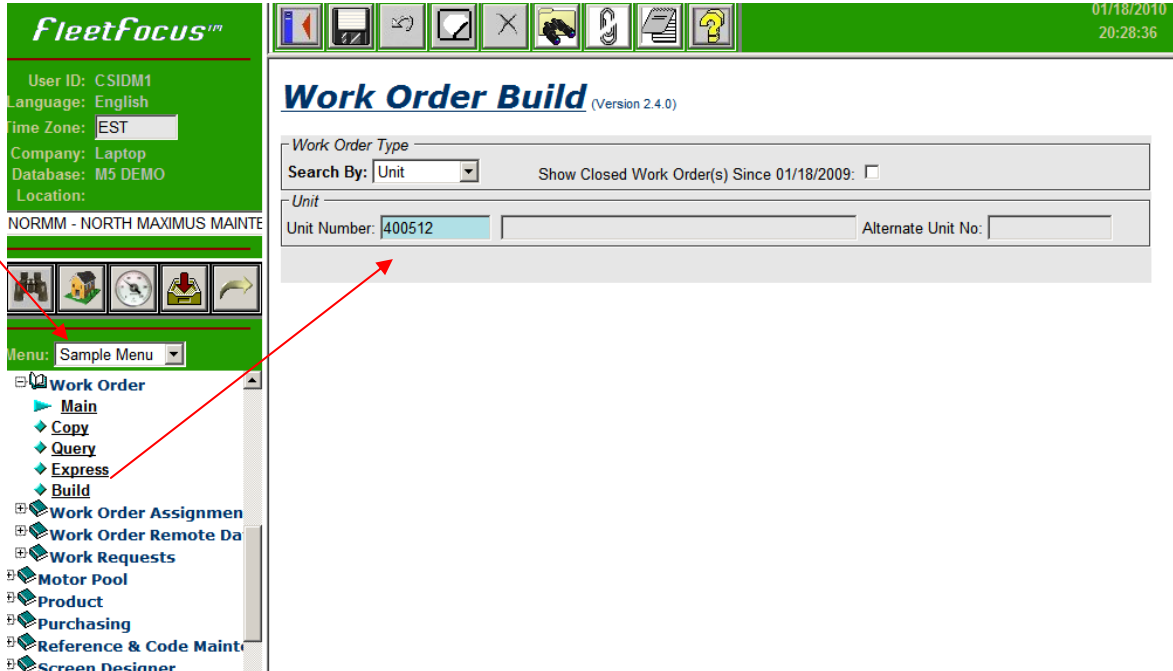 FleetFocus™
User ID: CSIDM1
Language: English
Time Zone: EST
Company: Laptop
Database: M5 DEMO
Location:
NORMM - NORTH MAXIMUS MAINTE
Menu: Sample Menu
Work Order
Main
Copy
Query
Express
Build
Work Order Assignmen
Work Order Remote Da
Work Requests
Motor Pool
Product
Purchasing
Reference & Code Mainte
Screen Designer
01/18/2010
20:28:36
Work Order Build (Version 2.4.0)
Work Order Type
Search By: Unit Show Closed Work Order(s) Since 01/18/2009:
Unit
Unit Number: 400512 Alternate Unit No: